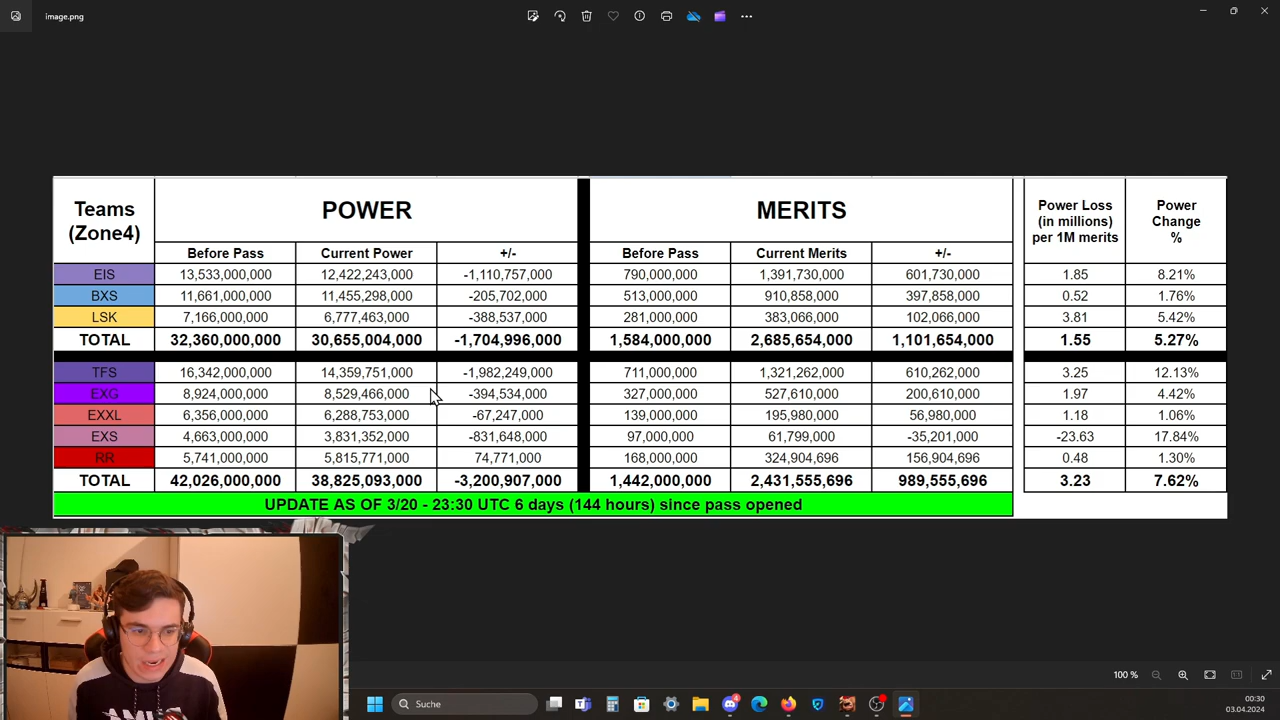 image.png
Teams (Zone4) POWER MERITS Power Loss (in millions) per 1M merits Power Change %
Before Pass Current Power +/- Before Pass Current Merits +/-
EIS 13,533,000,000 12,422,243,000 -1,110,757,000 790,000,000 1,391,730,000 601,730,000 1.85 8.21%
BXS 11,661,000,000 11,455,298,000 -205,702,000 513,000,000 910,858,000 397,858,000 0.52 1.76%
LSK 7,166,000,000 6,777,463,000 -388,537,000 281,000,000 383,066,000 102,066,000 3.81 5.42%
TOTAL 32,360,000,000 30,655,004,000 -1,704,996,000 1,584,000,000 2,685,654,000 1,101,654,000 1.55 5.27%
TFS 16,342,000,000 14,359,751,000 -1,982,249,000 711,000,000 1,321,262,000 610,262,000 3.25 12.13%
EXG 8,924,000,000 8,529,466,000 -394,534,000 327,000,000 527,610,000 200,610,000 1.97 4.42%
EXXL 6,356,000,000 6,288,753,000 -67,247,000 139,000,000 195,980,000 56,980,000 1.18 1.06%
EXS 4,663,000,000 3,831,352,000 -831,648,000 97,000,000 61,799,000 -35,201,000 -23.63 17.84%
RR 5,741,000,000 5,815,771,000 74,771,000 168,000,000 324,904,696 156,904,696 0.48 1.30%
TOTAL 42,026,000,000 38,825,093,000 -3,200,907,000 1,442,000,000 2,431,555,696 989,555,696 3.23 7.62%
UPDATE AS OF 3/20 - 23:30 UTC 6 days (144 hours) since pass opened
100 %
Suche
00:30
03.04.2024